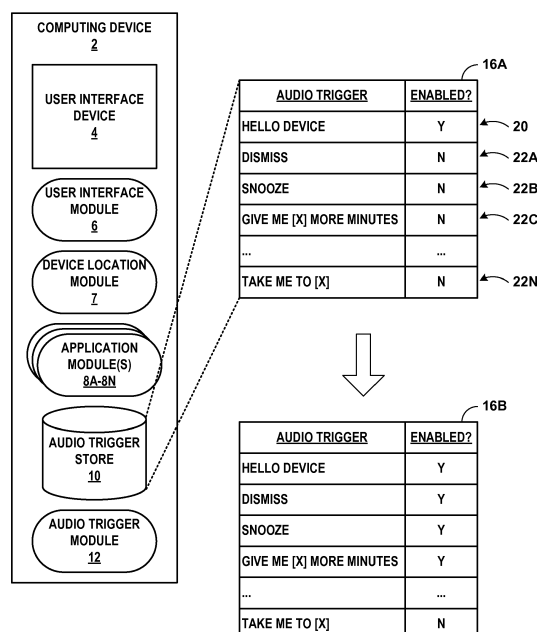 COMPUTING DEVICE
2
USER INTERFACE
DEVICE
4
USER INTERFACE
MODULE
6
DEVICE LOCATION
MODULE
7
APPLICATION
MODULE(S)
8A-8N
AUDIO TRIGGER
STORE
10
AUDIO TRIGGER
MODULE
12
16A
AUDIO TRIGGER ENABLED?
HELLO DEVICE Y 20
DISMISS N 22A
SNOOZE N 22B
GIVE ME [X] MORE MINUTES N 22C
... ...
TAKE ME TO [X] N 22N
16B
AUDIO TRIGGER ENABLED?
HELLO DEVICE Y
DISMISS Y
SNOOZE Y
GIVE ME [X] MORE MINUTES Y
... ...
TAKE ME TO [X] N